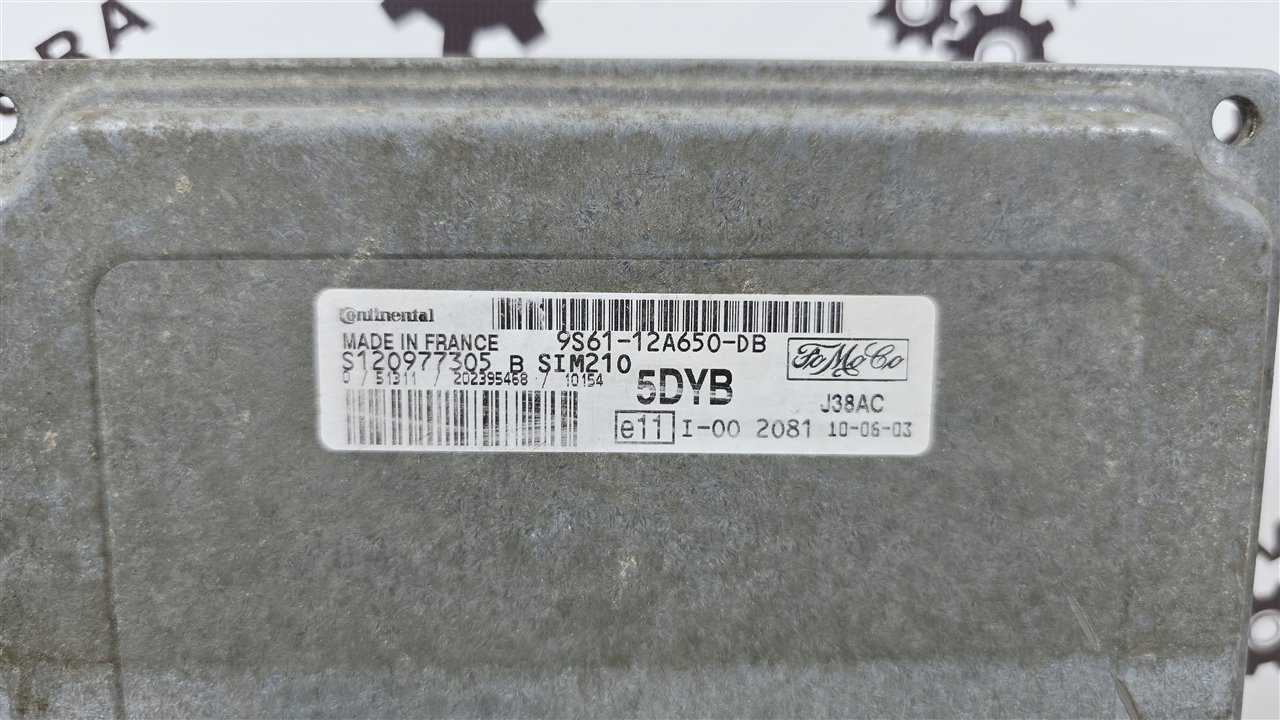 RA
Continental
MADE IN FRANCE 9S61-12A650-DB
S120977305 B SIM210
FoMoCo
0 / 51311 / 202395468 / 10154
5DYB
J38AC
e11 I-00 2081 10-06-03